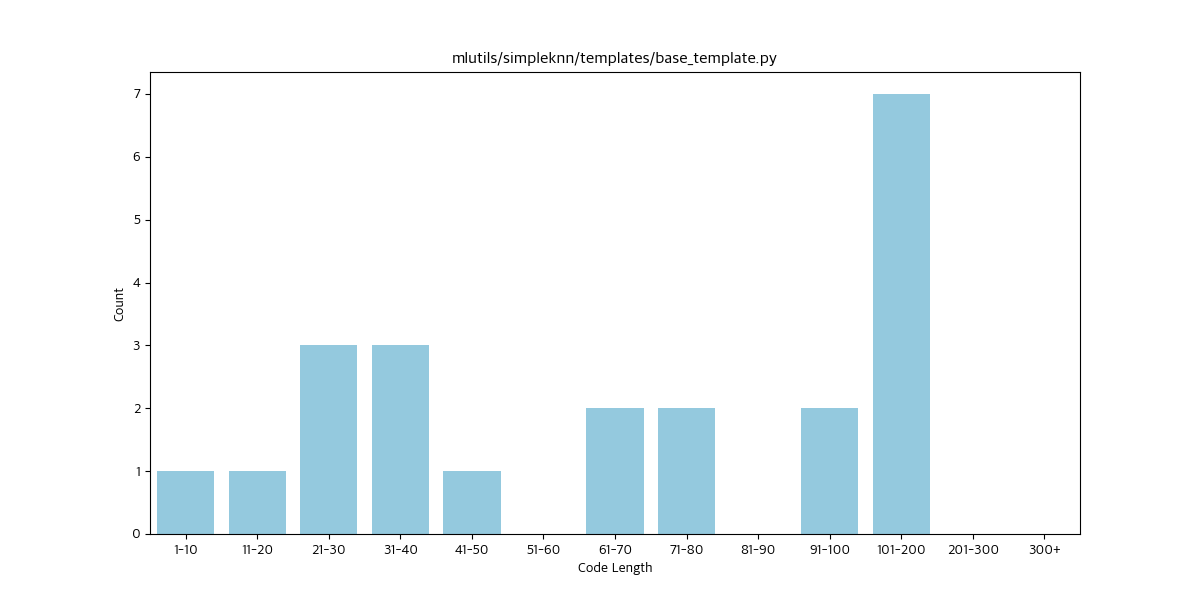 mlutils/simpleknn/templates/base_template.py
7
6
5
4
3
2
1
0
Count
1-10 11-20 21-30 31-40 41-50 51-60 61-70 71-80 81-90 91-100 101-200 201-300 300+
Code Length